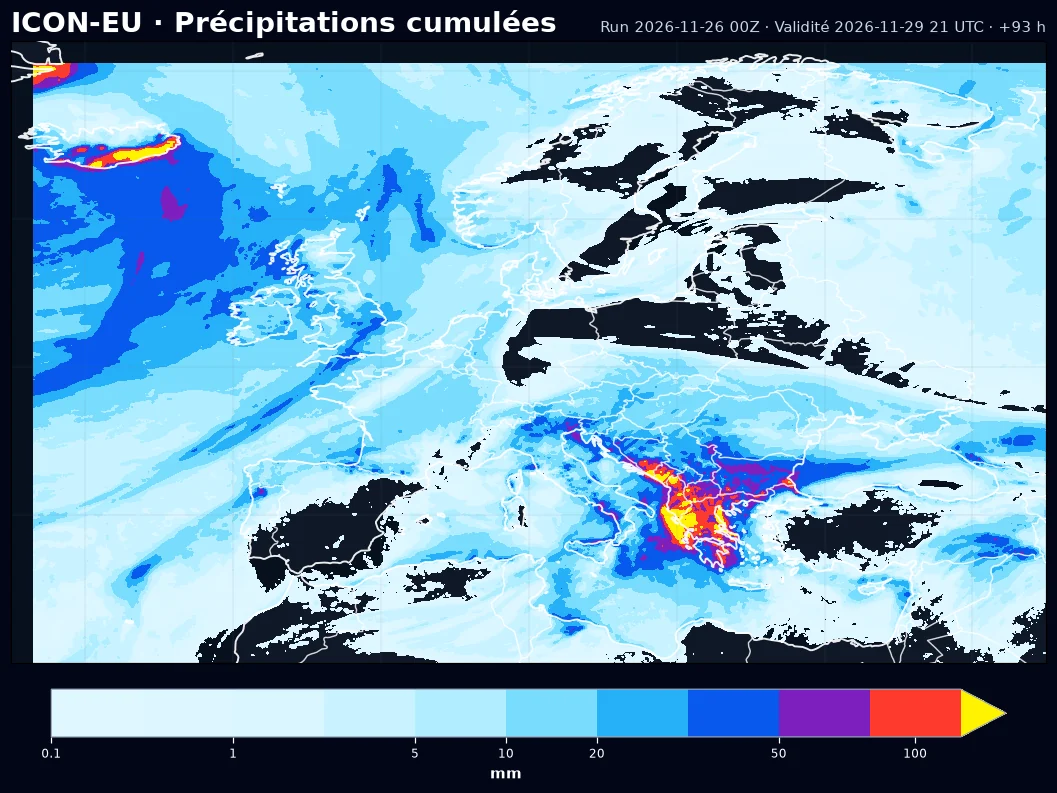 ICON-EU · Précipitations cumulées
Run 2026-11-26 00Z · Validité 2026-11-29 21 UTC · +93 h
0.1 1 5 10 20 50 100
mm